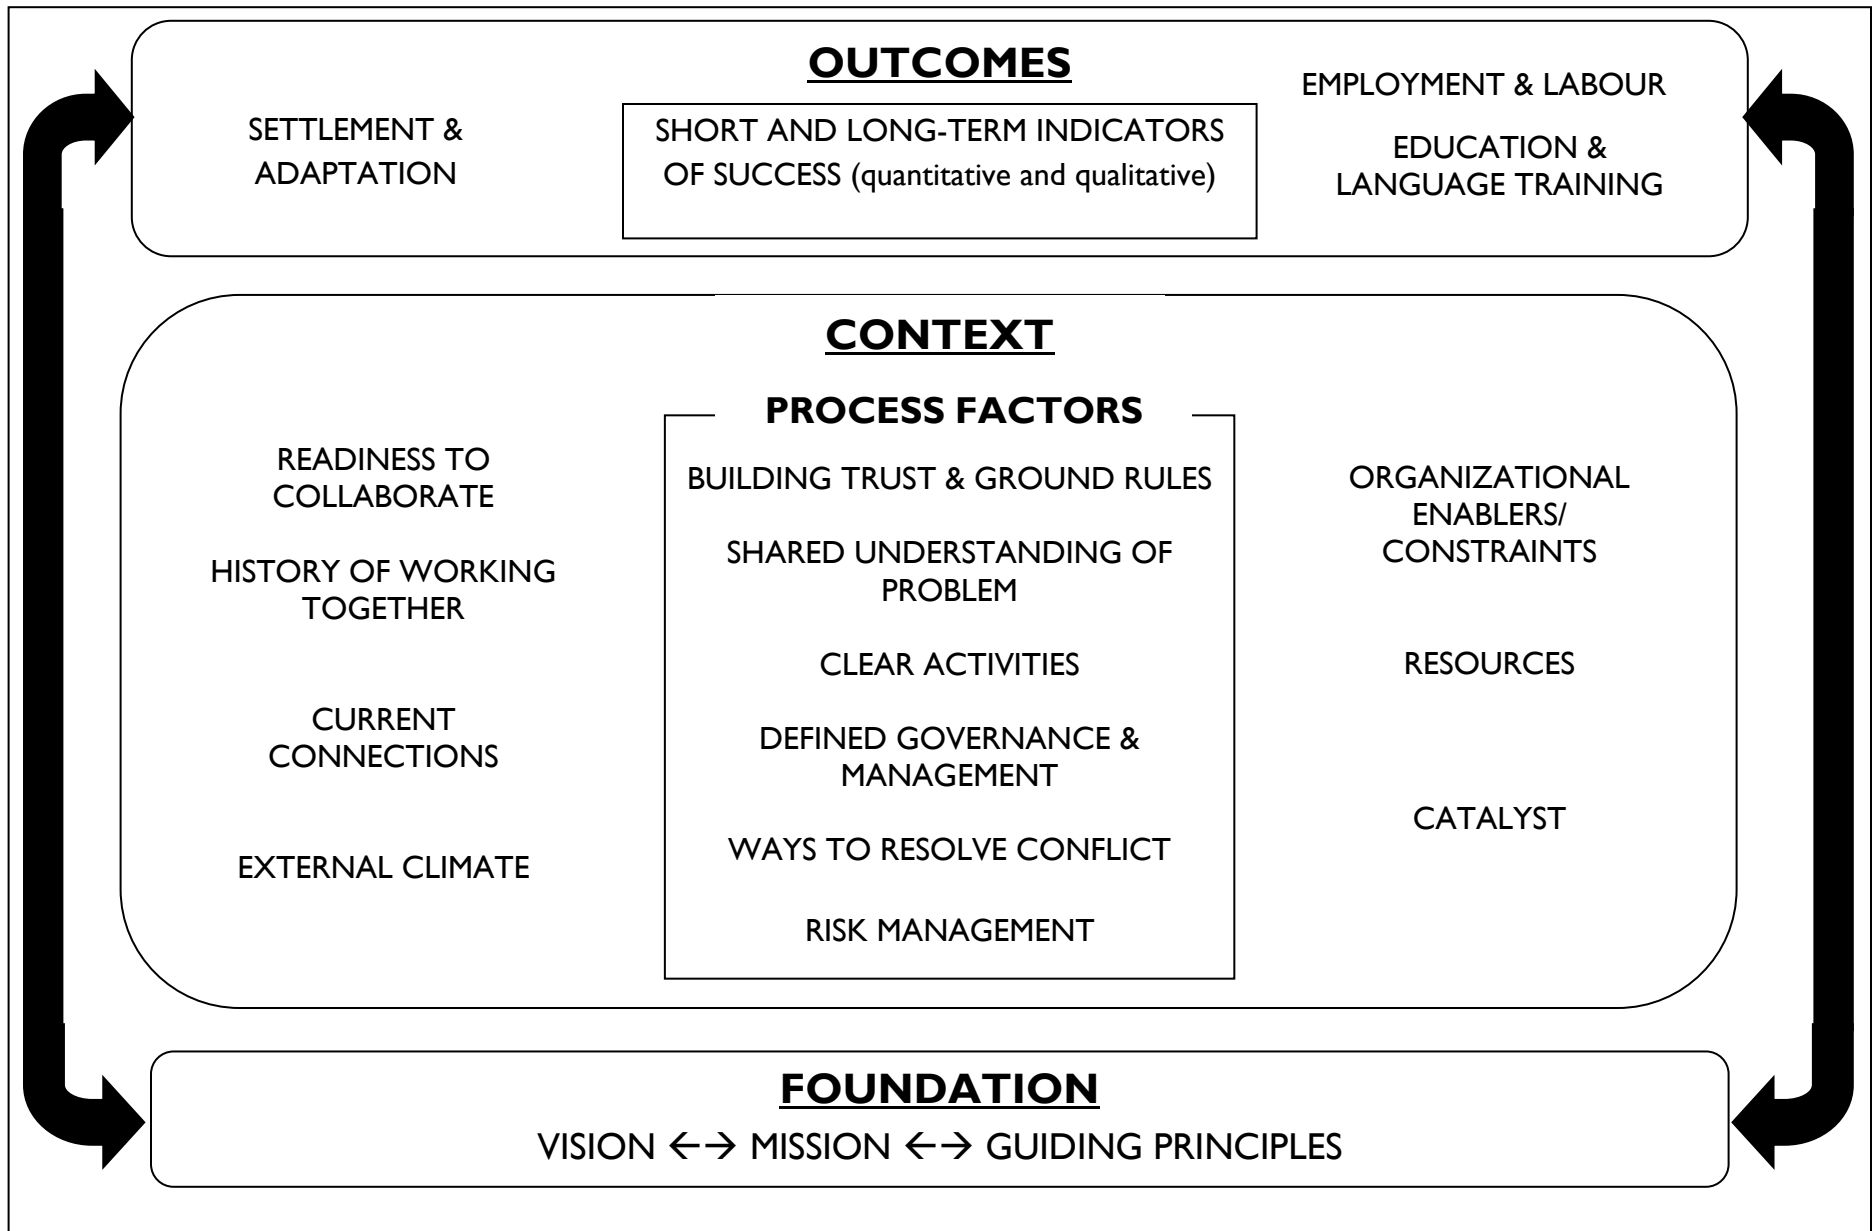 OUTCOMES
SETTLEMENT &
ADAPTATION
SHORT AND LONG-TERM INDICATORS
OF SUCCESS (quantitative and qualitative)
EMPLOYMENT & LABOUR
EDUCATION &
LANGUAGE TRAINING
CONTEXT
READINESS TO
COLLABORATE
HISTORY OF WORKING
TOGETHER
CURRENT
CONNECTIONS
EXTERNAL CLIMATE
PROCESS FACTORS
BUILDING TRUST & GROUND RULES
SHARED UNDERSTANDING OF
PROBLEM
CLEAR ACTIVITIES
DEFINED GOVERNANCE &
MANAGEMENT
WAYS TO RESOLVE CONFLICT
RISK MANAGEMENT
ORGANIZATIONAL
ENABLERS/
CONSTRAINTS
RESOURCES
CATALYST
FOUNDATION
VISION ←→ MISSION ←→ GUIDING PRINCIPLES